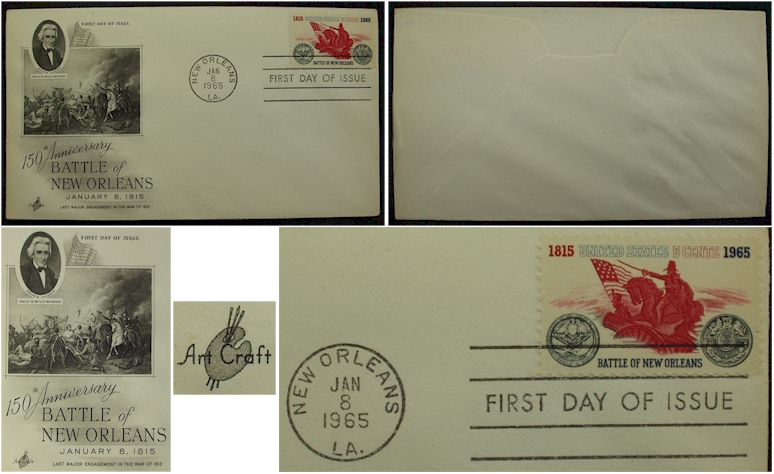 FIRST DAY OF ISSUE
150th Anniversary
BATTLE of
NEW ORLEANS
JANUARY 8, 1815
LAST MAJOR ENGAGEMENT IN THE WAR OF 1812
NEW ORLEANS
JAN
8
1965
LA.
1815 UNITED STATES 5 CENTS 1965
BATTLE OF NEW ORLEANS
FIRST DAY OF ISSUE
FIRST DAY OF ISSUE
150th Anniversary
BATTLE of
NEW ORLEANS
JANUARY 8, 1815
LAST MAJOR ENGAGEMENT IN THE WAR OF 1812
Art Craft
1815 UNITED STATES 5 CENTS 1965
BATTLE OF NEW ORLEANS
NEW ORLEANS
JAN
8
1965
LA.
FIRST DAY OF ISSUE